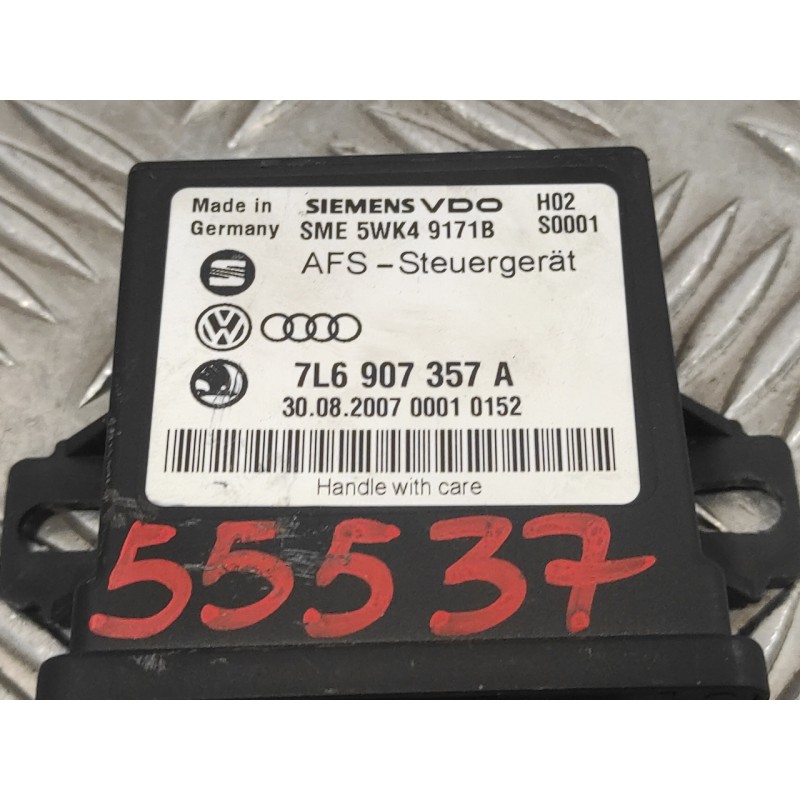 Made in Germany
SIEMENS VDO
H02
SME 5WK4 9171B
S0001
AFS-Steuergerät
7L6 907 357 A
30.08.2007 0001 0152
Handle with care
55537